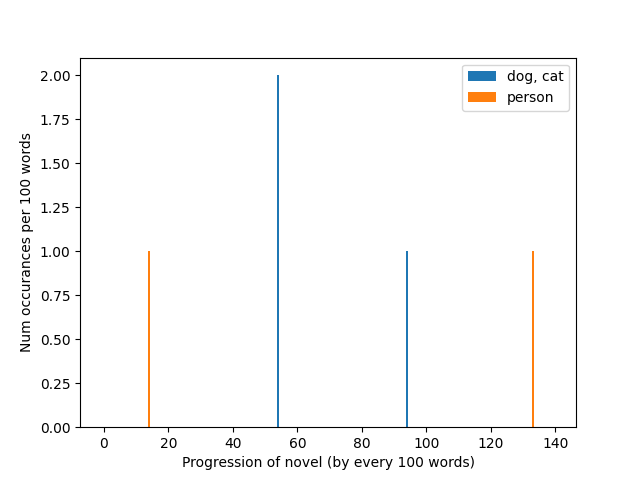 2.00
1.75
1.50
1.25
1.00
0.75
0.50
0.25
0.00
Num occurances per 100 words
dog, cat
person
0 20 40 60 80 100 120 140
Progression of novel (by every 100 words)